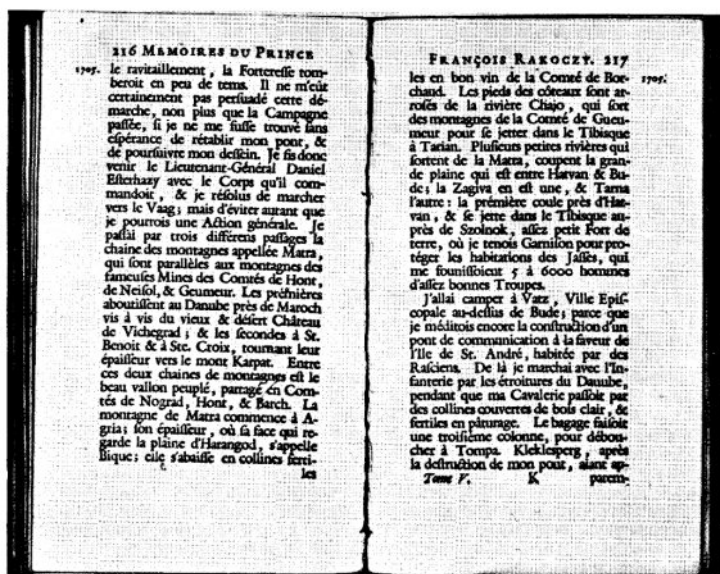 216 MEMOIRES DU PRINCE
1705. le ravitaillement, la Forteresse tom-
beroit en peu de tems. Il ne m'eût
certainement pas persuadé cette dé-
marche, non plus que la Campagne
passée, si je ne me fusse trouvé sans
espérance de rétablir mon pont, &
de poursuivre mon dessein. Je fis donc
venir le Lieutenant-Général Daniel
Esterhazy avec le Corps qu'il com-
mandoit, & je résolus de marcher
vers le Vaag; mais d'éviter autant que
je pourrois une Action générale. Je
passai par trois différens passages la
chaine des montagnes appellée Matra,
qui sont parallèles aux montagnes des
fameuses Mines des Comtés de Hont,
de Neisol, & Geumeur. Les prémières
aboutissent au Danube près de Maroch
vis à vis du vieux & désert Château
de Vichegrad; & les secondes à St.
Benoit & à Ste. Croix, tournant leur
épaisseur vers le mont Karpat. Entre
ces deux chaines de montagnes est le
beau vallon peuplé, partagé en Com-
tés de Nograd, Hont, & Barch. La
montagne de Matra commence à A-
gria; son épaisseur, où sa face qui re-
garde la plaine d'Harangod, s'appelle
Bique; elle s'abaisse en collines ferti-
les
FRANÇOIS RAKOCZY. 217
les en bon vin de la Comté de Bor- 1705.
chaud. Les pieds des côteaux sont ar-
rosés de la rivière Chajo, qui sort
des montagnes de la Comté de Gueu-
meur pour se jetter dans le Tibisque
à Tarian. Plusieurs petites rivières qui
sortent de la Matra, coupent la gran-
de plaine qui est entre Hatvan & Bu-
de; la Zagiva en est une, & Tarna
l'autre: la prémière coule près d'Hat-
van, & se jette dans le Tibisque au-
près de Szolnok, assez petit Fort de
terre, où je tenois Garnison pour pro-
téger les habitations des Jasses, qui
me founissoient 5 à 6000 hommes
d'assez bonnes Troupes.
J'allai camper à Vatz, Ville Epis-
copale au-dessus de Bude; parce que
je méditois encore la construction d'un
pont de communication à la faveur de
l'Ile de St. André, habitée par des
Rasciens. De là je marchai avec l'In-
fanterie par les étroitures du Dauube,
pendant que ma Cavalerie passoit par
des collines couvertes de bois clair, &
fertiles en pâturage. Le bagage faisoit
une troisième colonne, pour débou-
cher à Tompa. Kleklesperg, après
la destruction de mon pout, aïant ap-
Tome V. K parem-